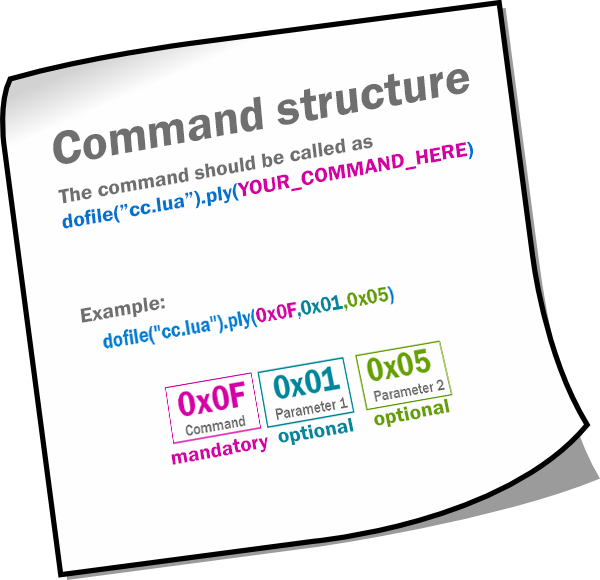 Command structure
The command should be called as
dofile(”cc.lua”).ply(YOUR_COMMAND_HERE)
Example:
dofile("cc.lua").ply(0x0F,0x01,0x05)
0x0F 0x01 0x05
Command Parameter 1 Parameter 2
mandatory optional optional